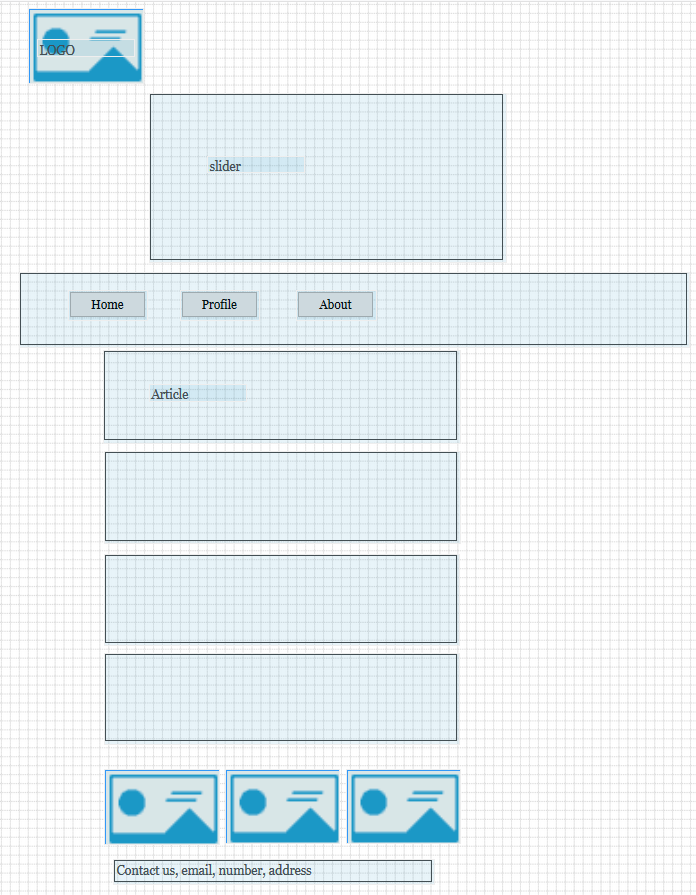 LOGO
slider
Home Profile About
Article
Contact us, email, number, address